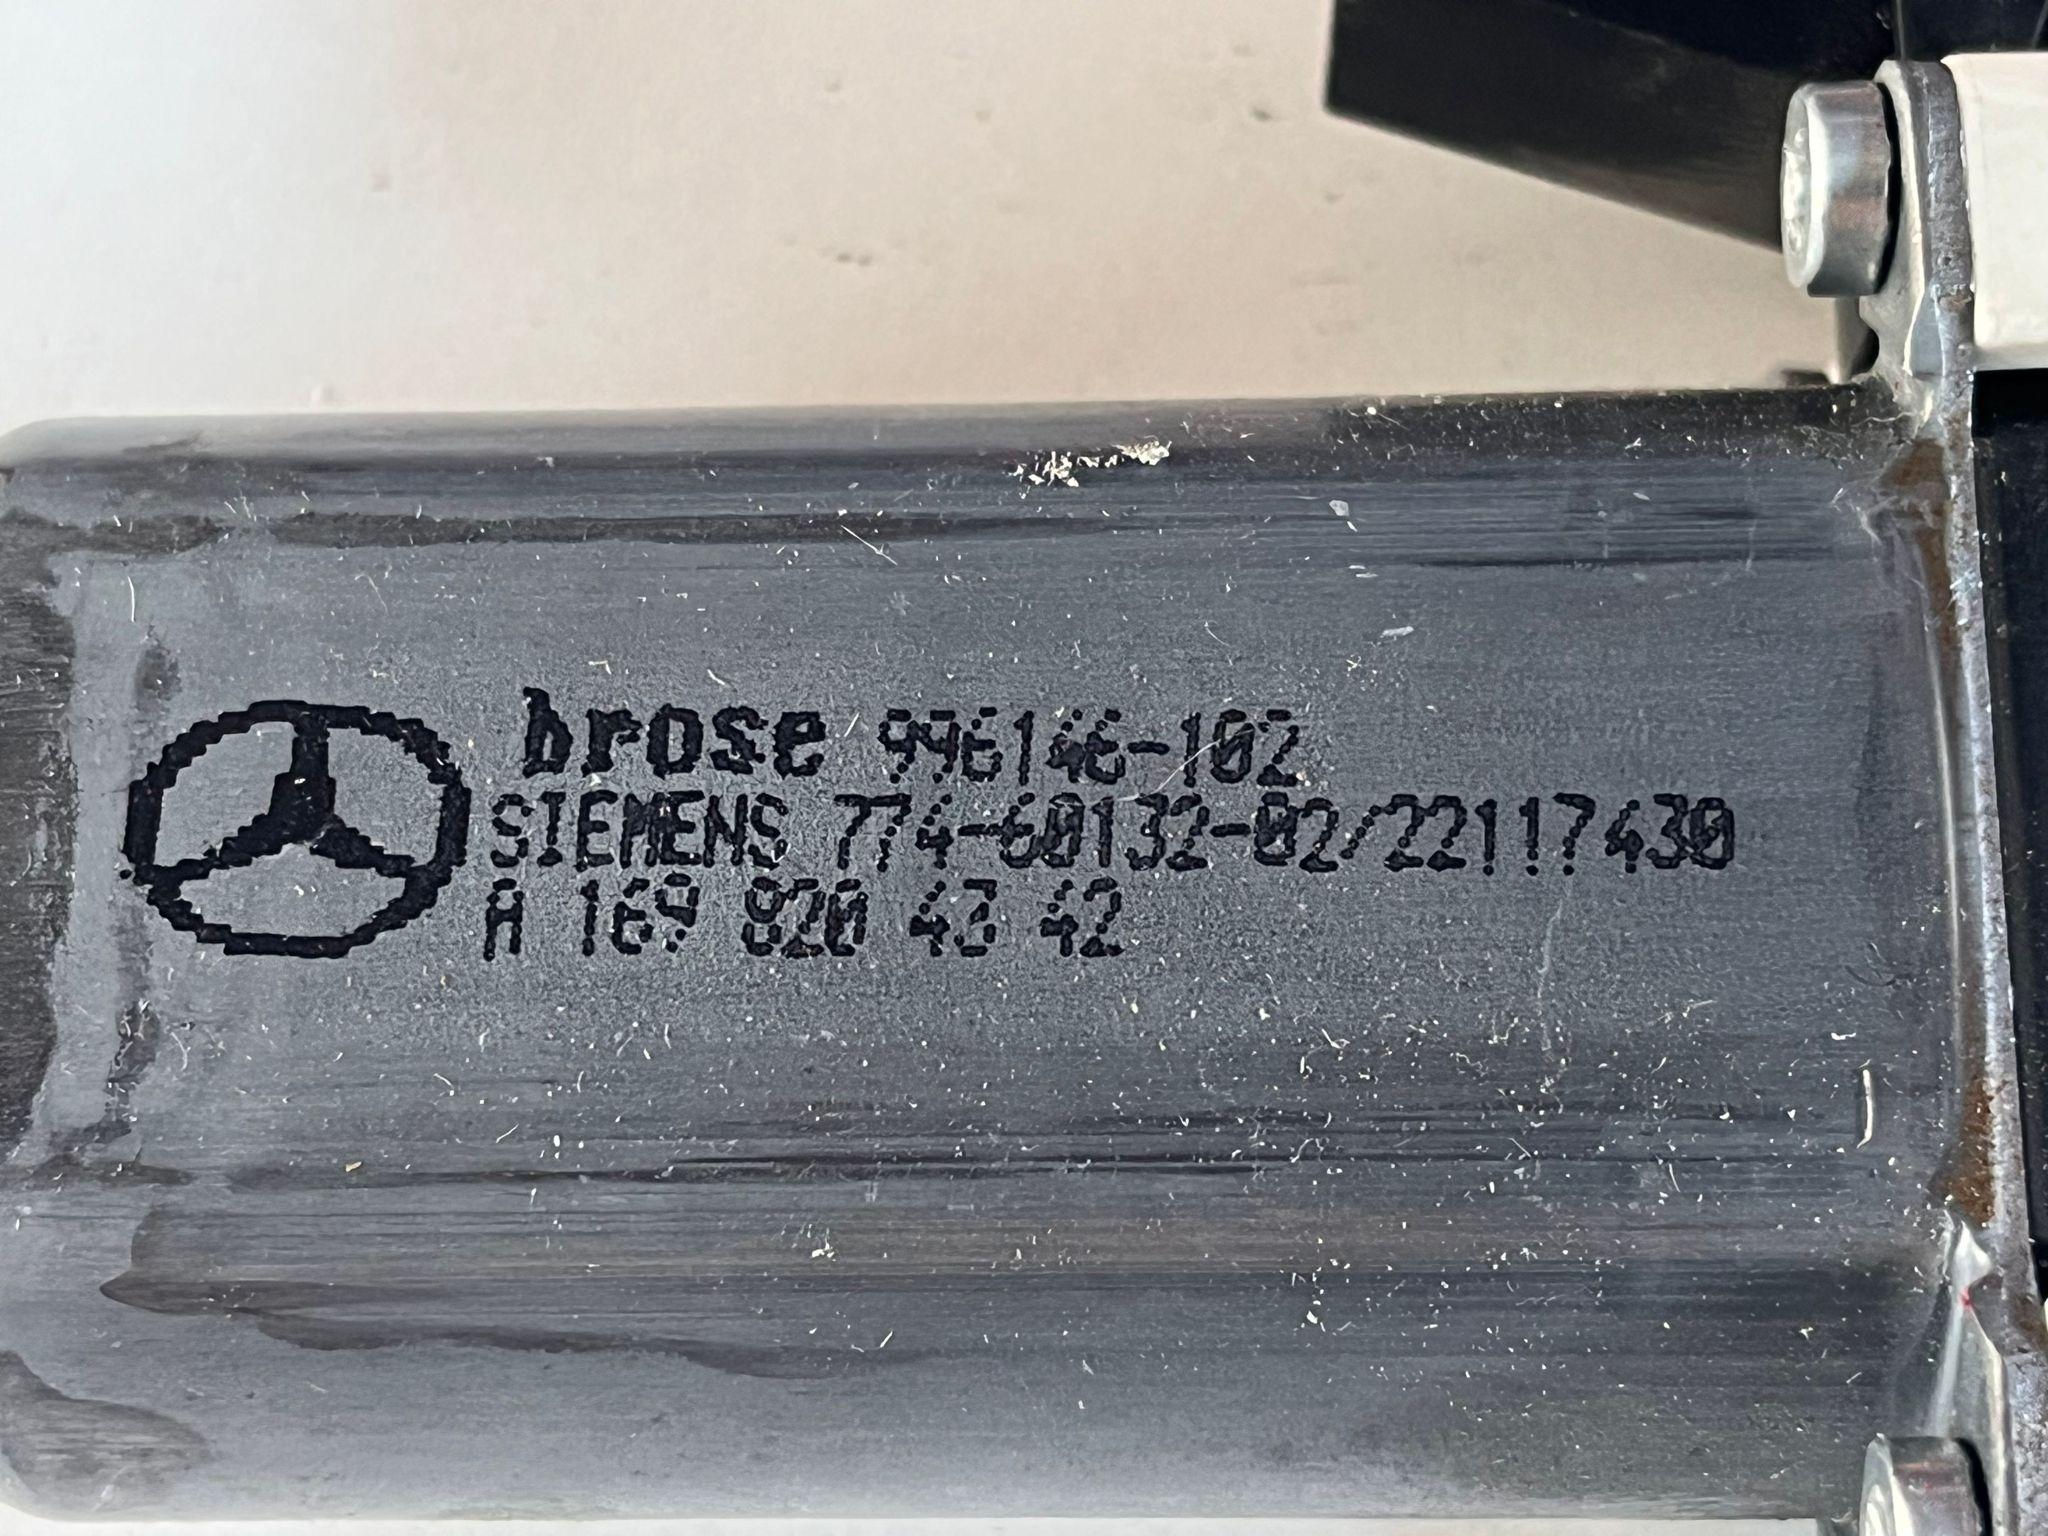 brose 996146-102
SIEMENS 774-60132-02/22117430
A 169 820 43 42